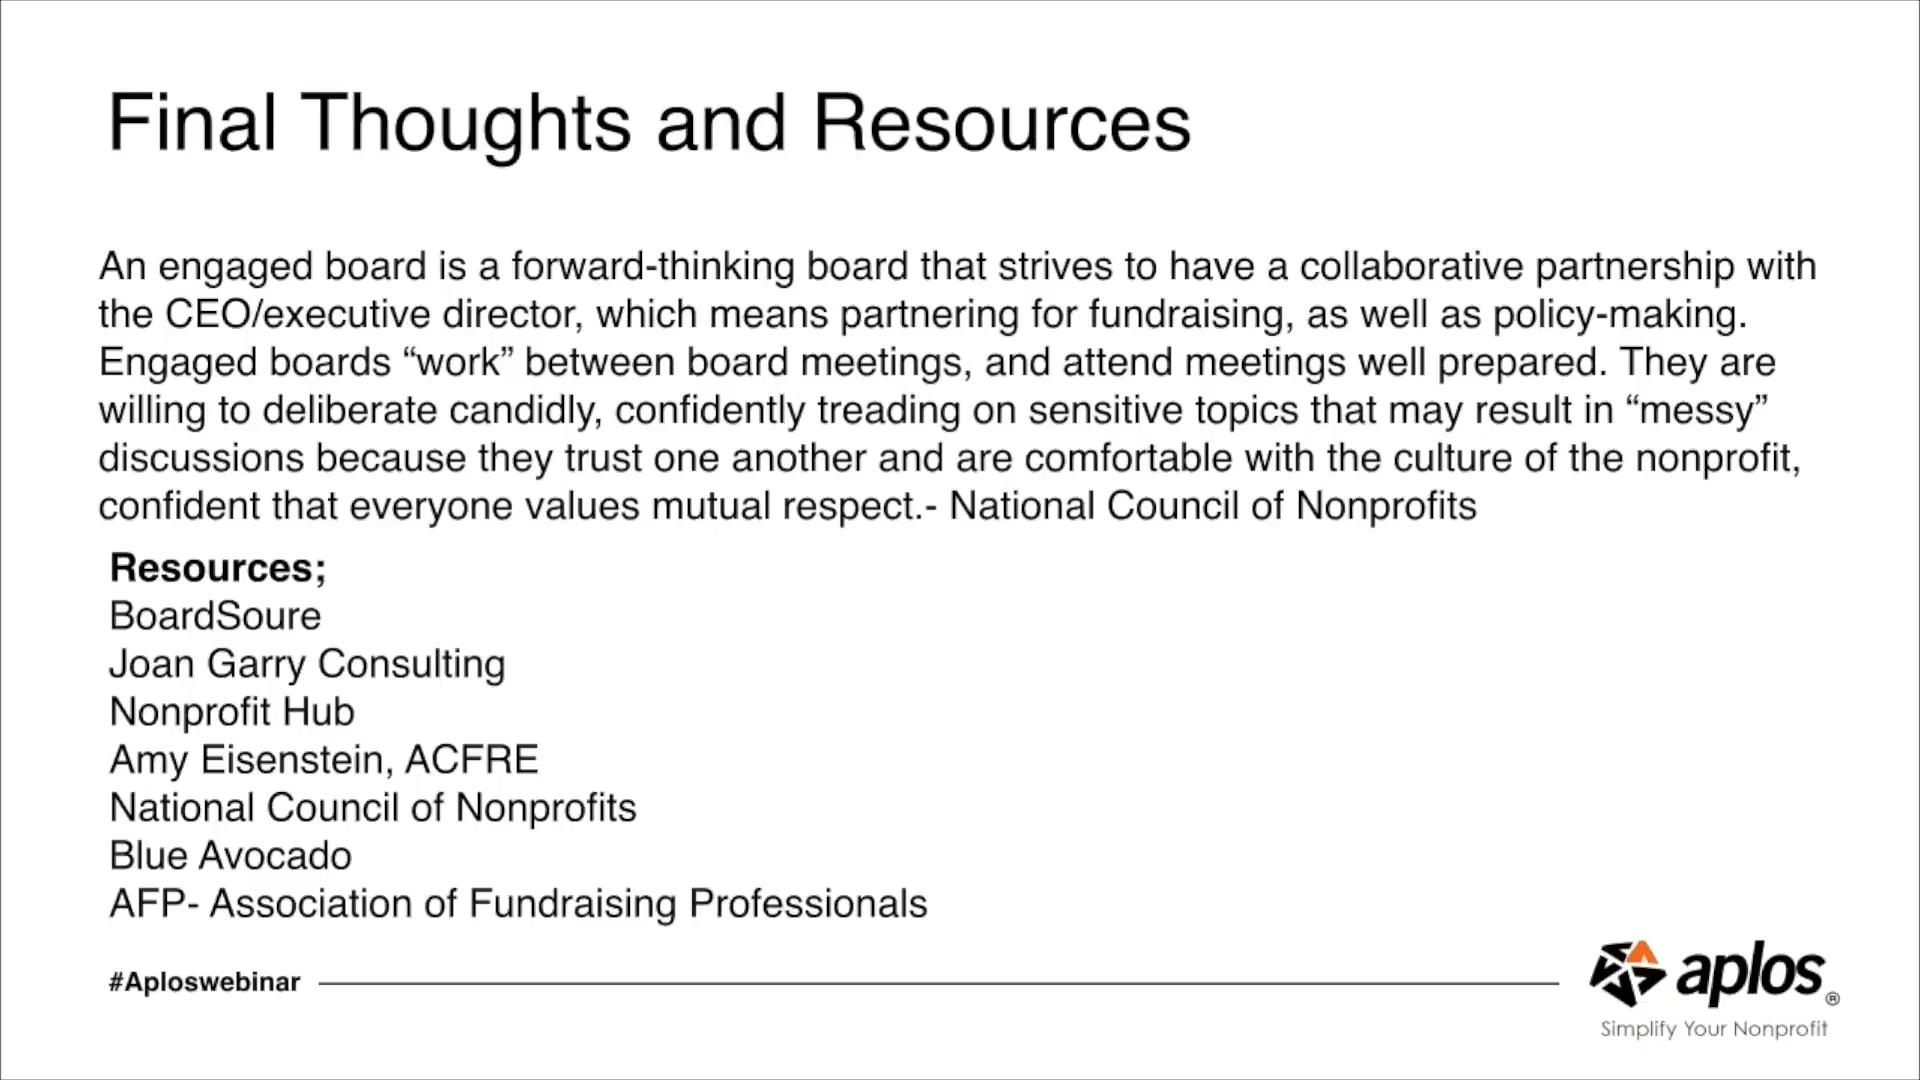 Final Thoughts and Resources
An engaged board is a forward-thinking board that strives to have a collaborative partnership with
the CEO/executive director, which means partnering for fundraising, as well as policy-making.
Engaged boards “work” between board meetings, and attend meetings well prepared. They are
willing to deliberate candidly, confidently treading on sensitive topics that may result in “messy”
discussions because they trust one another and are comfortable with the culture of the nonprofit,
confident that everyone values mutual respect.- National Council of Nonprofits
Resources;
BoardSoure
Joan Garry Consulting
Nonprofit Hub
Amy Eisenstein, ACFRE
National Council of Nonprofits
Blue Avocado
AFP- Association of Fundraising Professionals
#Aploswebinar
aplos®
Simplify Your Nonprofit